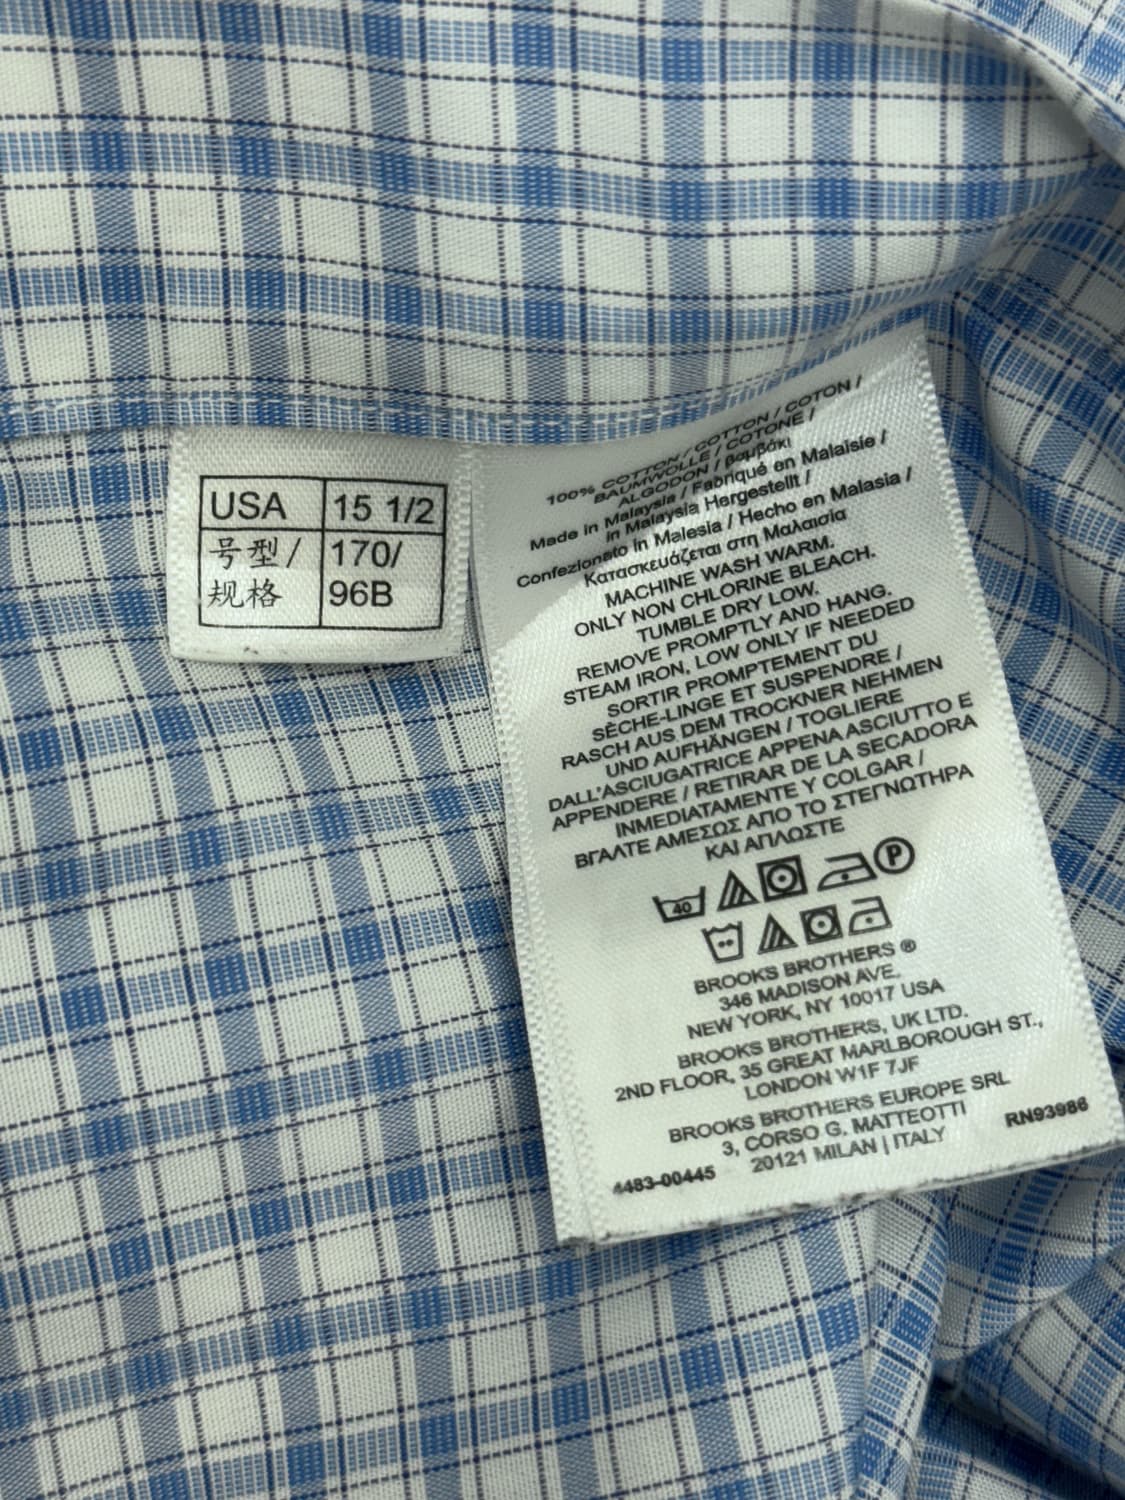 USA 15 1/2
号型/ 170/
规格 96B
100% COTTON / COTTON / COTON /
BAUMWOLLE / COTONE /
ALGODON / βαμβάκι
Made in Malaysia / Fabriqué en Malaisie /
in Malaysia Hergestellt /
Confezionato in Malesia / Hecho en Malasia /
Κατασκευάζεται στη Μαλαισία
MACHINE WASH WARM.
ONLY NON CHLORINE BLEACH.
TUMBLE DRY LOW.
REMOVE PROMPTLY AND HANG.
STEAM IRON, LOW ONLY IF NEEDED
SORTIR PROMPTEMENT DU
SÈCHE-LINGE ET SUSPENDRE /
RASCH AUS DEM TROCKNER NEHMEN
UND AUFHÄNGEN / TOGLIERE
DALL'ASCIUGATRICE APPENA ASCIUTTO E
APPENDERE / RETIRAR DE LA SECADORA
INMEDIATAMENTE Y COLGAR /
ΒΓΑΛΤΕ ΑΜΕΣΩΣ ΑΠΟ ΤΟ ΣΤΕΓΝΩΤΗΡΑ
ΚΑΙ ΑΠΛΩΣΤΕ
40 P
BROOKS BROTHERS ®
346 MADISON AVE.
NEW YORK, NY 10017 USA
BROOKS BROTHERS, UK LTD.
2ND FLOOR, 35 GREAT MARLBOROUGH ST.,
LONDON W1F 7JF
BROOKS BROTHERS EUROPE SRL
3, CORSO G. MATTEOTTI
20121 MILAN | ITALY
4483-00445 RN93986